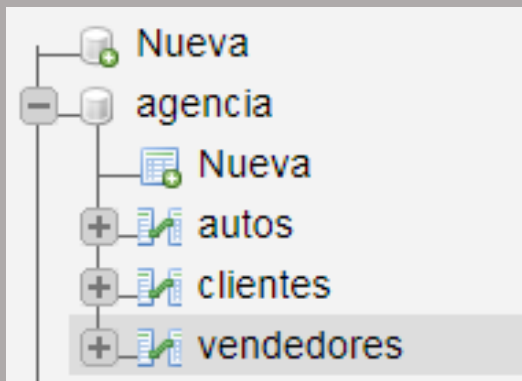 Nueva
agencia
Nueva
autos
clientes
vendedores